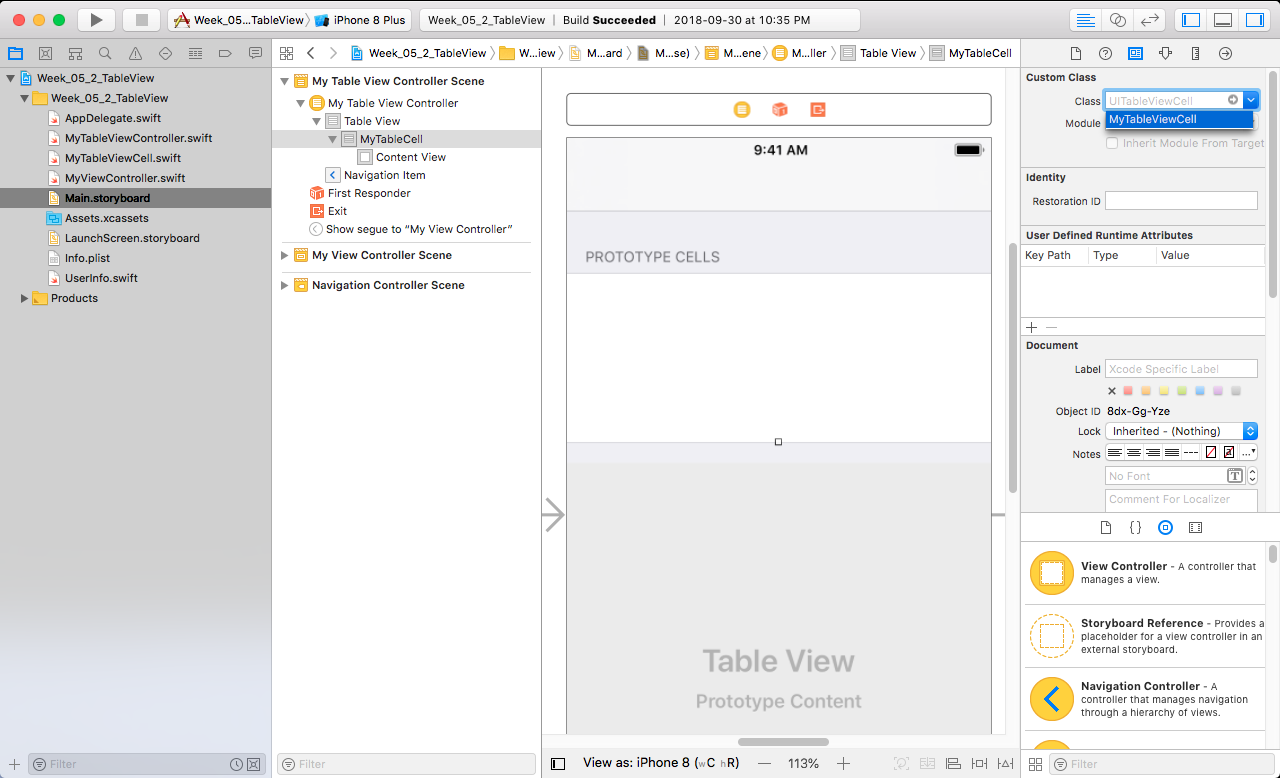 Week_05...TableView
iPhone 8 Plus
Week_05_2_TableView
Build Succeeded
2018-09-30 at 10:35 PM
Week_05_2_TableView
W...iew
M...ard
M...se)
M...ene)
M...ller
Table View
MyTableCell
Week_05_2_TableView
Week_05_2_TableView
AppDelegate.swift
MyTableViewController.swift
MyTableViewCell.swift
MyViewController.swift
Main.storyboard
Assets.xcassets
LaunchScreen.storyboard
Info.plist
UserInfo.swift
Products
Filter
My Table View Controller Scene
My Table View Controller
Table View
MyTableCell
Content View
Navigation Item
First Responder
Exit
Show segue to “My View Controller”
My View Controller Scene
Navigation Controller Scene
Filter
9:41 AM
PROTOTYPE CELLS
Table View
Prototype Content
View as: iPhone 8 (wC hR)
113%
Custom Class
Class UITableViewCell
MyTableViewCell
Module
Inherit Module From Target
Identity
Restoration ID
User Defined Runtime Attributes
Key Path Type Value
Document
Label Xcode Specific Label
Object ID 8dx-Gg-Yze
Lock Inherited - (Nothing)
Notes
No Font
Comment For Localizer
View Controller - A controller that
manages a view.
Storyboard Reference - Provides a
placeholder for a view controller in an
external storyboard.
Navigation Controller - A
controller that manages navigation
through a hierarchy of views.
Filter